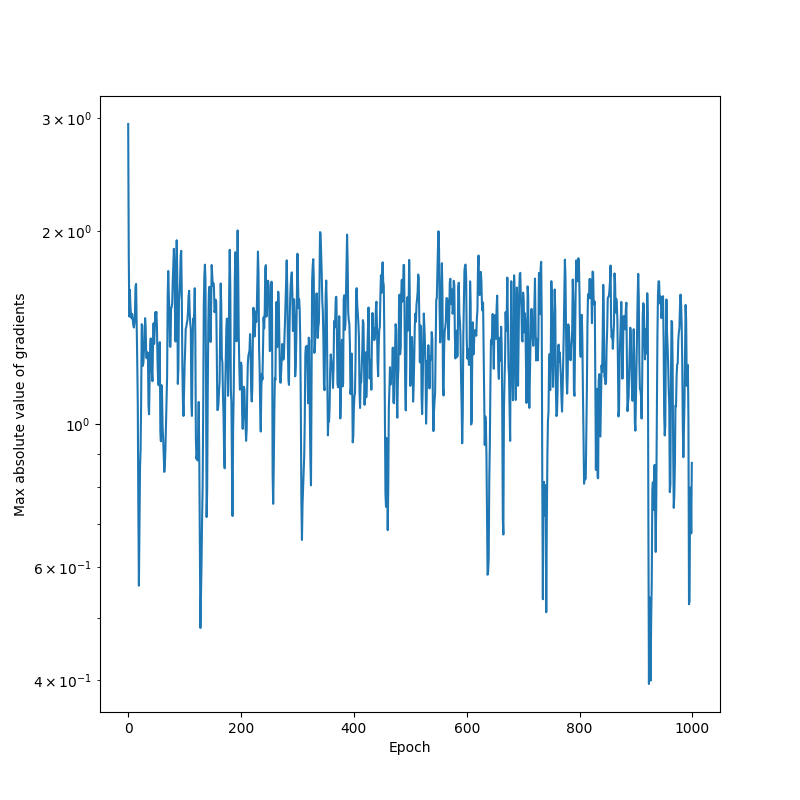 Max absolute value of gradients
3 × 10⁰
2 × 10⁰
10⁰
6 × 10⁻¹
4 × 10⁻¹
0 200 400 600 800 1000
Epoch